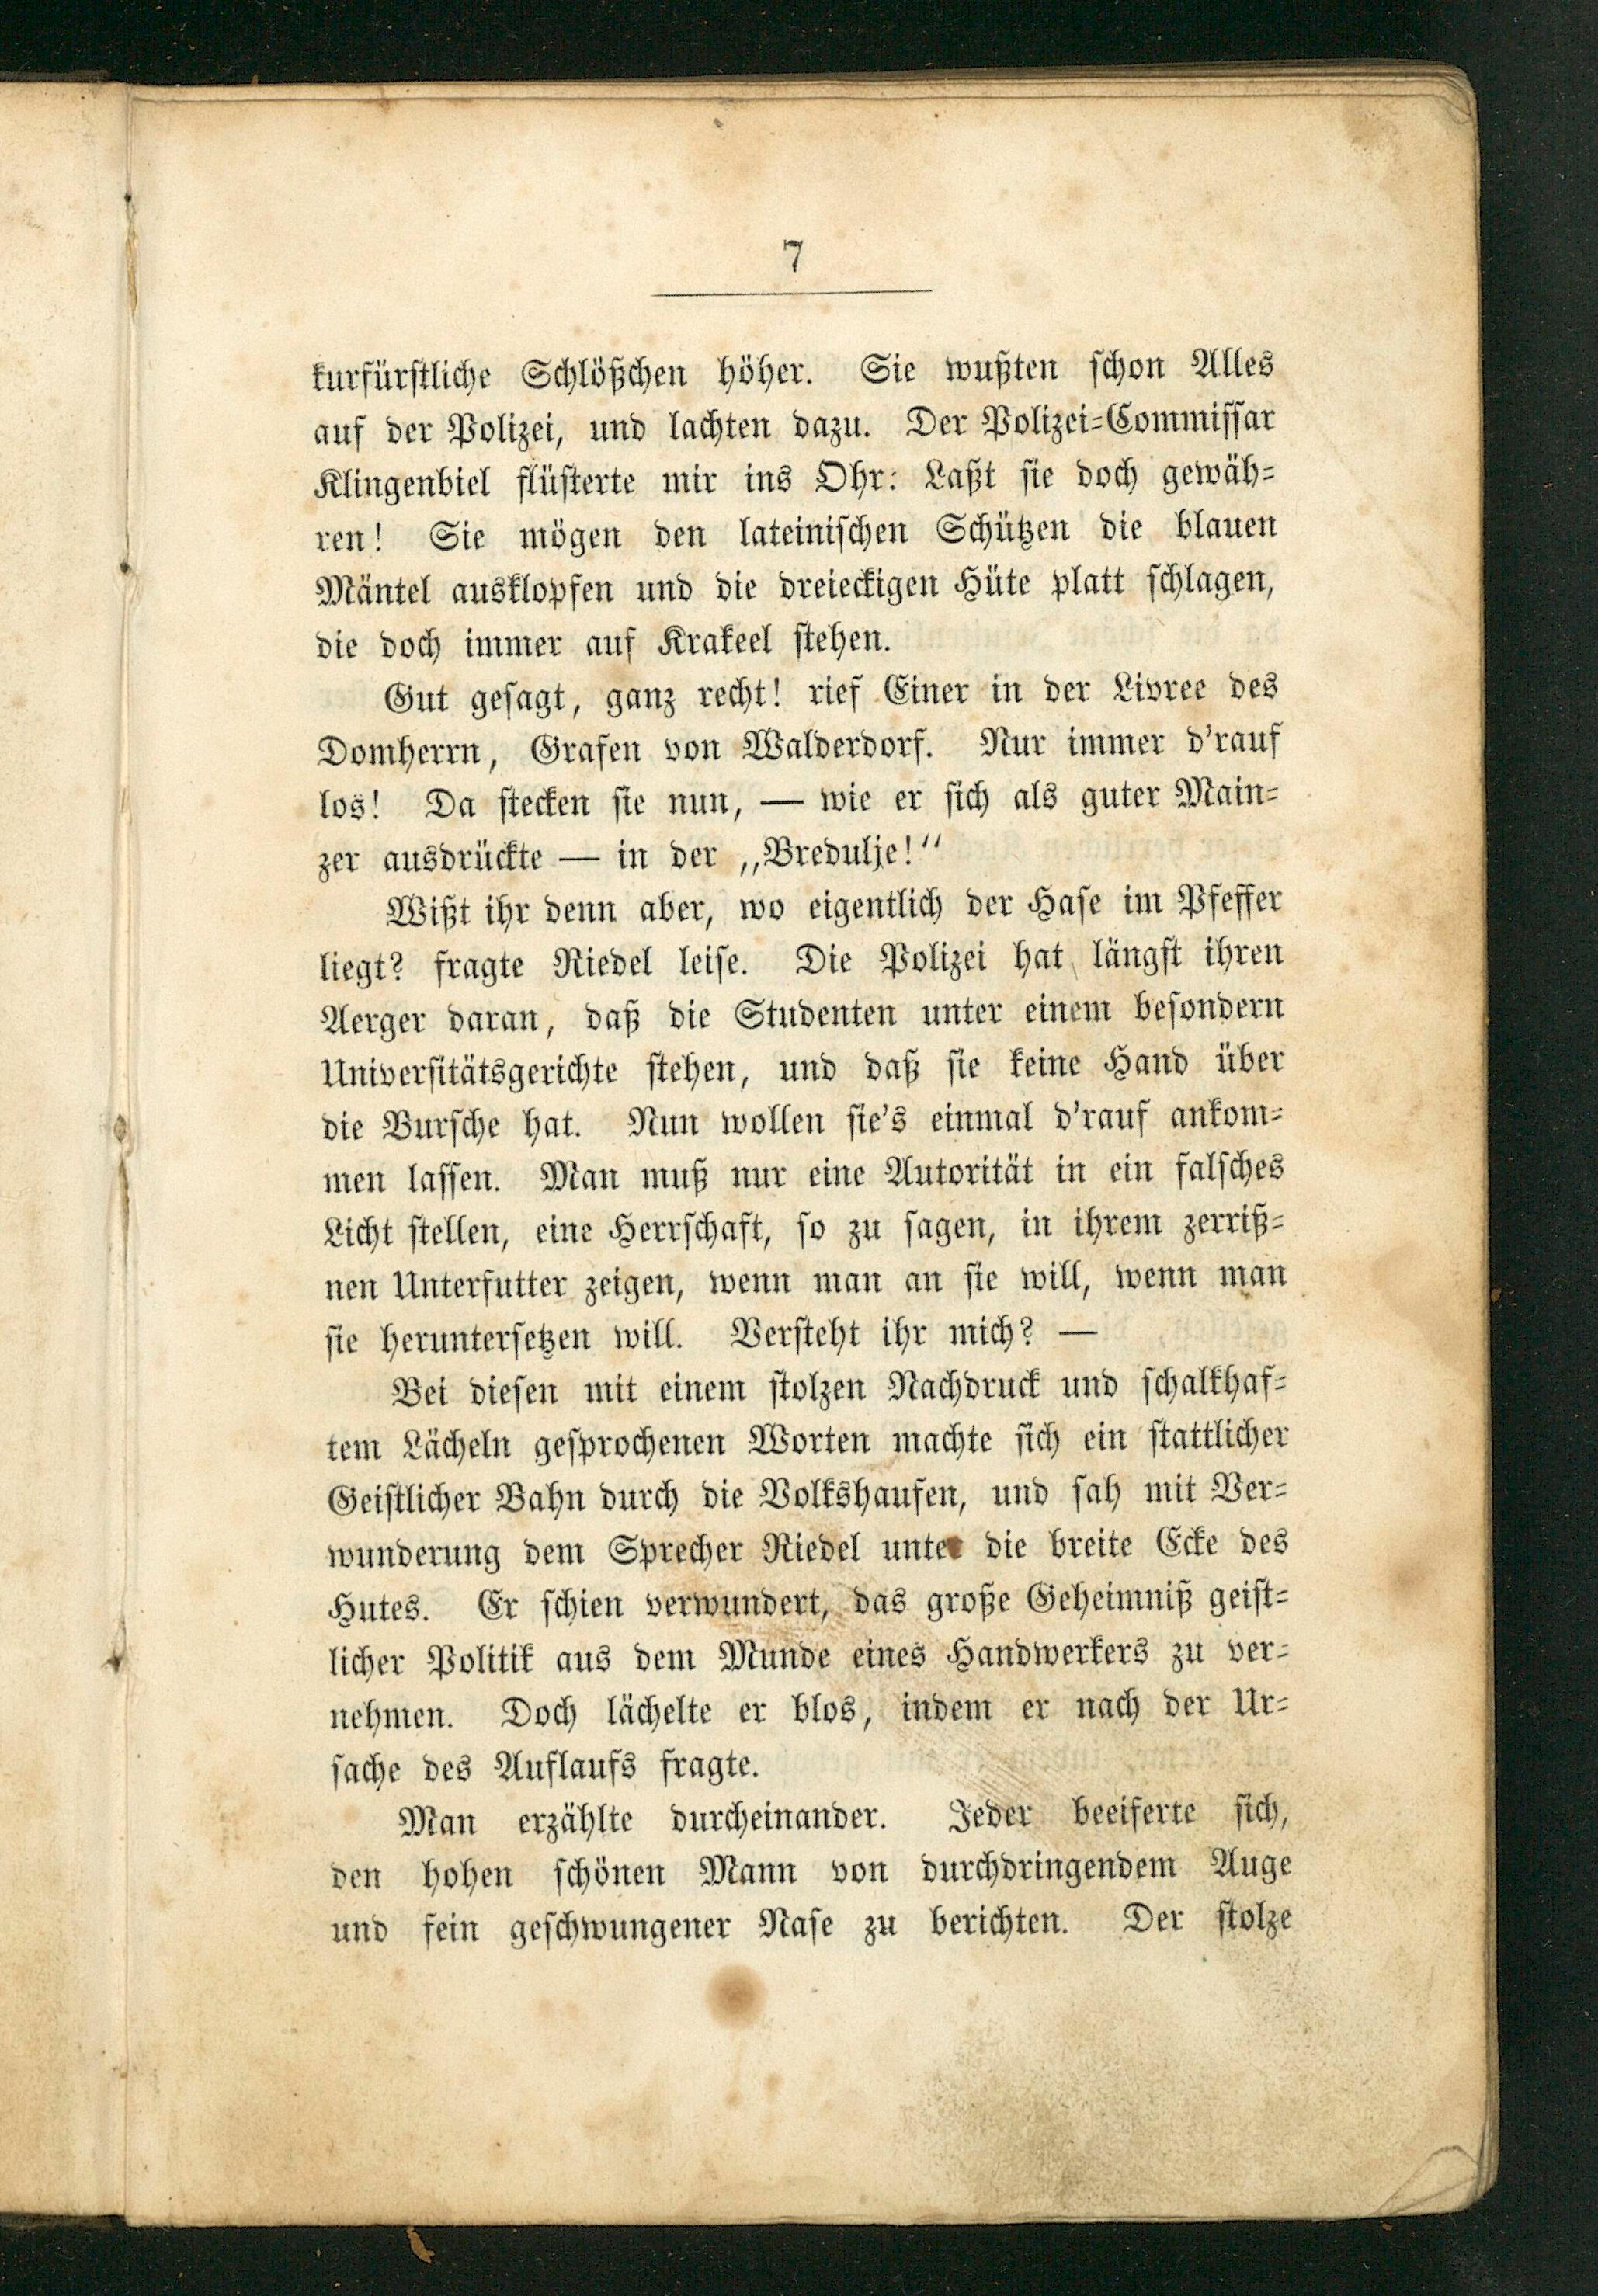 7
kurfürstliche Schlößchen höher. Sie wußten schon Alles
auf der Polizei, und lachten dazu. Der Polizei-Commissar
Klingenbiel flüsterte mir ins Ohr: Laßt sie doch gewäh-
ren! Sie mögen den lateinischen Schützen die blauen
Mäntel ausklopfen und die dreieckigen Hüte platt schlagen,
die doch immer auf Krakeel stehen.
Gut gesagt, ganz recht! rief Einer in der Livree des
Domherrn, Grafen von Walderdorf. Nur immer d'rauf
los! Da stecken sie nun, — wie er sich als guter Main-
zer ausdrückte — in der „Bredulje!“
Wißt ihr denn aber, wo eigentlich der Hase im Pfeffer
liegt? fragte Riedel leise. Die Polizei hat längst ihren
Aerger daran, daß die Studenten unter einem besondern
Universitätsgerichte stehen, und daß sie keine Hand über
die Bursche hat. Nun wollen sie's einmal d'rauf ankom-
men lassen. Man muß nur eine Autorität in ein falsches
Licht stellen, eine Herrschaft, so zu sagen, in ihrem zerriß-
nen Unterfutter zeigen, wenn man an sie will, wenn man
sie heruntersetzen will. Versteht ihr mich? —
Bei diesen mit einem stolzen Nachdruck und schalkhaf-
tem Lächeln gesprochenen Worten machte sich ein stattlicher
Geistlicher Bahn durch die Volkshaufen, und sah mit Ver-
wunderung dem Sprecher Riedel unter die breite Ecke des
Hutes. Er schien verwundert, das große Geheimniß geist-
licher Politik aus dem Munde eines Handwerkers zu ver-
nehmen. Doch lächelte er blos, indem er nach der Ur-
sache des Auflaufs fragte.
Man erzählte durcheinander. Jeder beeiferte sich,
den hohen schönen Mann von durchdringendem Auge
und fein geschwungener Nase zu berichten. Der stolze